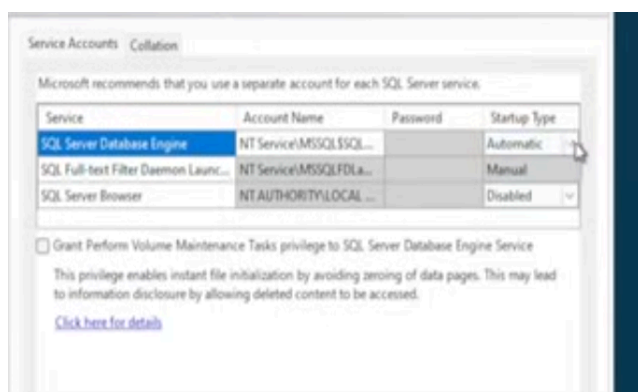 Service Accounts Collation
Microsoft recommends that you use a separate account for each SQL Server service.
Service Account Name Password Startup Type
SQL Server Database Engine NT Service\MSSQL$SQL... Automatic
SQL Full-text Filter Daemon Launc... NT Service\MSSQLFDLa... Manual
SQL Server Browser NT AUTHORITY\LOCAL ... Disabled
Grant Perform Volume Maintenance Tasks privilege to SQL Server Database Engine Service
This privilege enables instant file initialization by avoiding zeroing of data pages. This may lead
to information disclosure by allowing deleted content to be accessed.
Click here for details